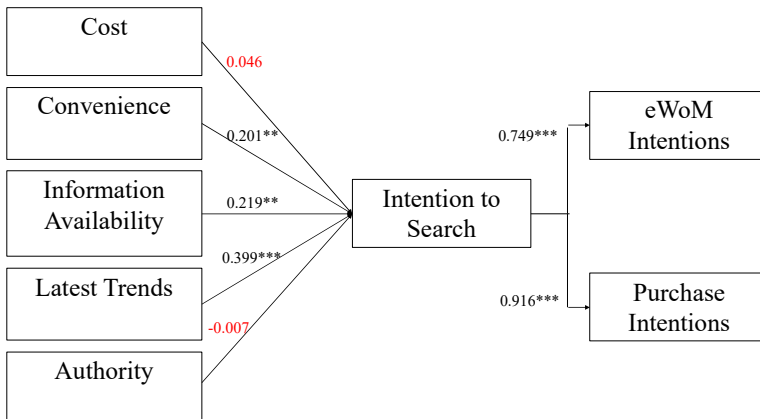 Cost
0.046
Convenience
0.201**
Information
Availability
0.219**
Latest Trends
0.399***
Authority
-0.007
Intention to
Search
0.749***
eWoM
Intentions
0.916***
Purchase
Intentions